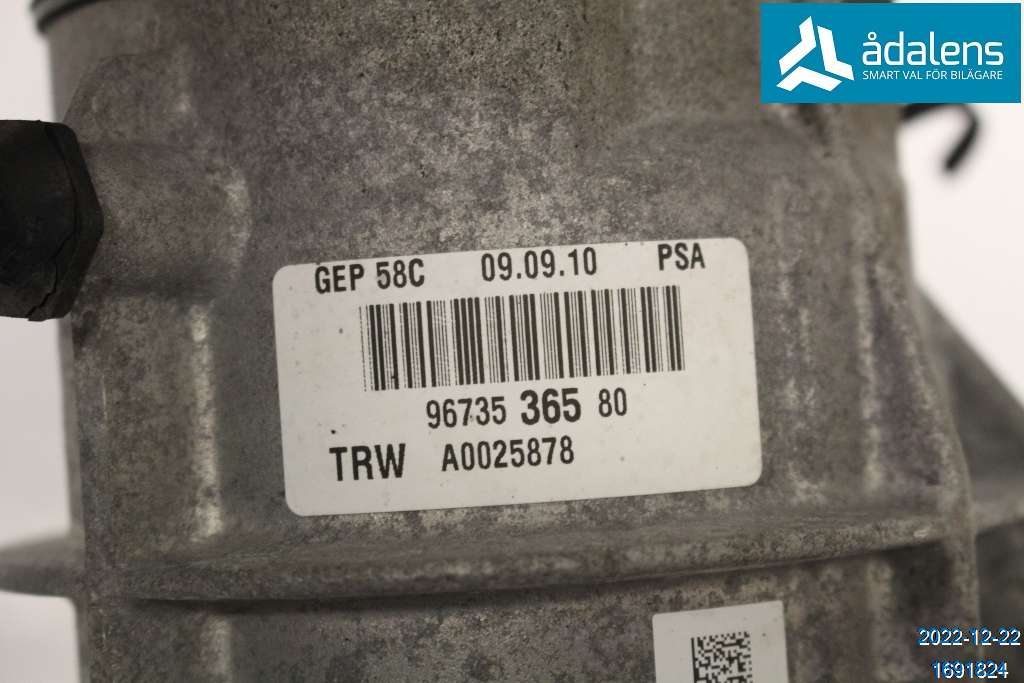 ådalens
SMART VAL FÖR BILÄGARE
GEP 58C 09.09.10 PSA
96735 365 80
TRW A0025878
2022-12-22
1691824